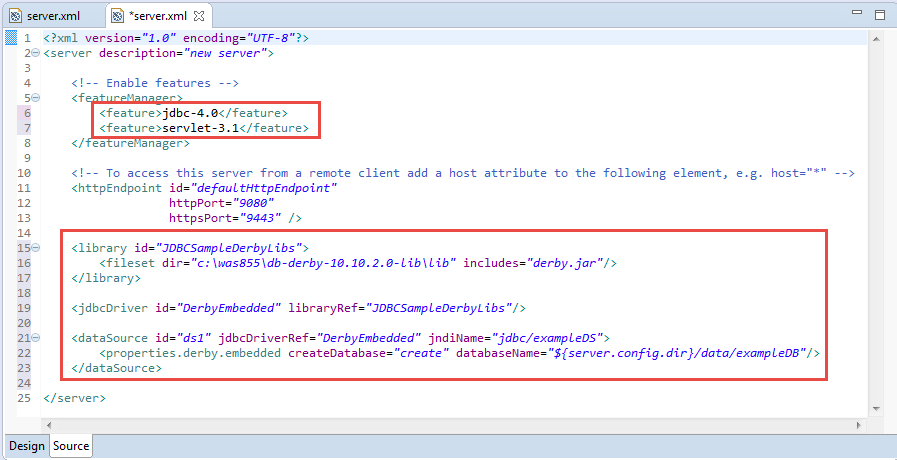 server.xml
*server.xml
1 <?xml version="1.0" encoding="UTF-8"?>
2 <server description="new server">
3
4 <!-- Enable features -->
5 <featureManager>
6 <feature>jdbc-4.0</feature>
7 <feature>servlet-3.1</feature>
8 </featureManager>
9
10 <!-- To access this server from a remote client add a host attribute to the following element, e.g. host="*" -->
11 <httpEndpoint id="defaultHttpEndpoint"
12 httpPort="9080"
13 httpsPort="9443" />
14
15 <library id="JDBCSampleDerbyLibs">
16 <fileset dir="c:\was855\db-derby-10.10.2.0-lib\lib" includes="derby.jar"/>
17 </library>
18
19 <jdbcDriver id="DerbyEmbedded" libraryRef="JDBCSampleDerbyLibs"/>
20
21 <dataSource id="ds1" jdbcDriverRef="DerbyEmbedded" jndiName="jdbc/exampleDS">
22 <properties.derby.embedded createDatabase="create" databaseName="${server.config.dir}/data/exampleDB"/>
23 </dataSource>
24
25 </server>
Design
Source